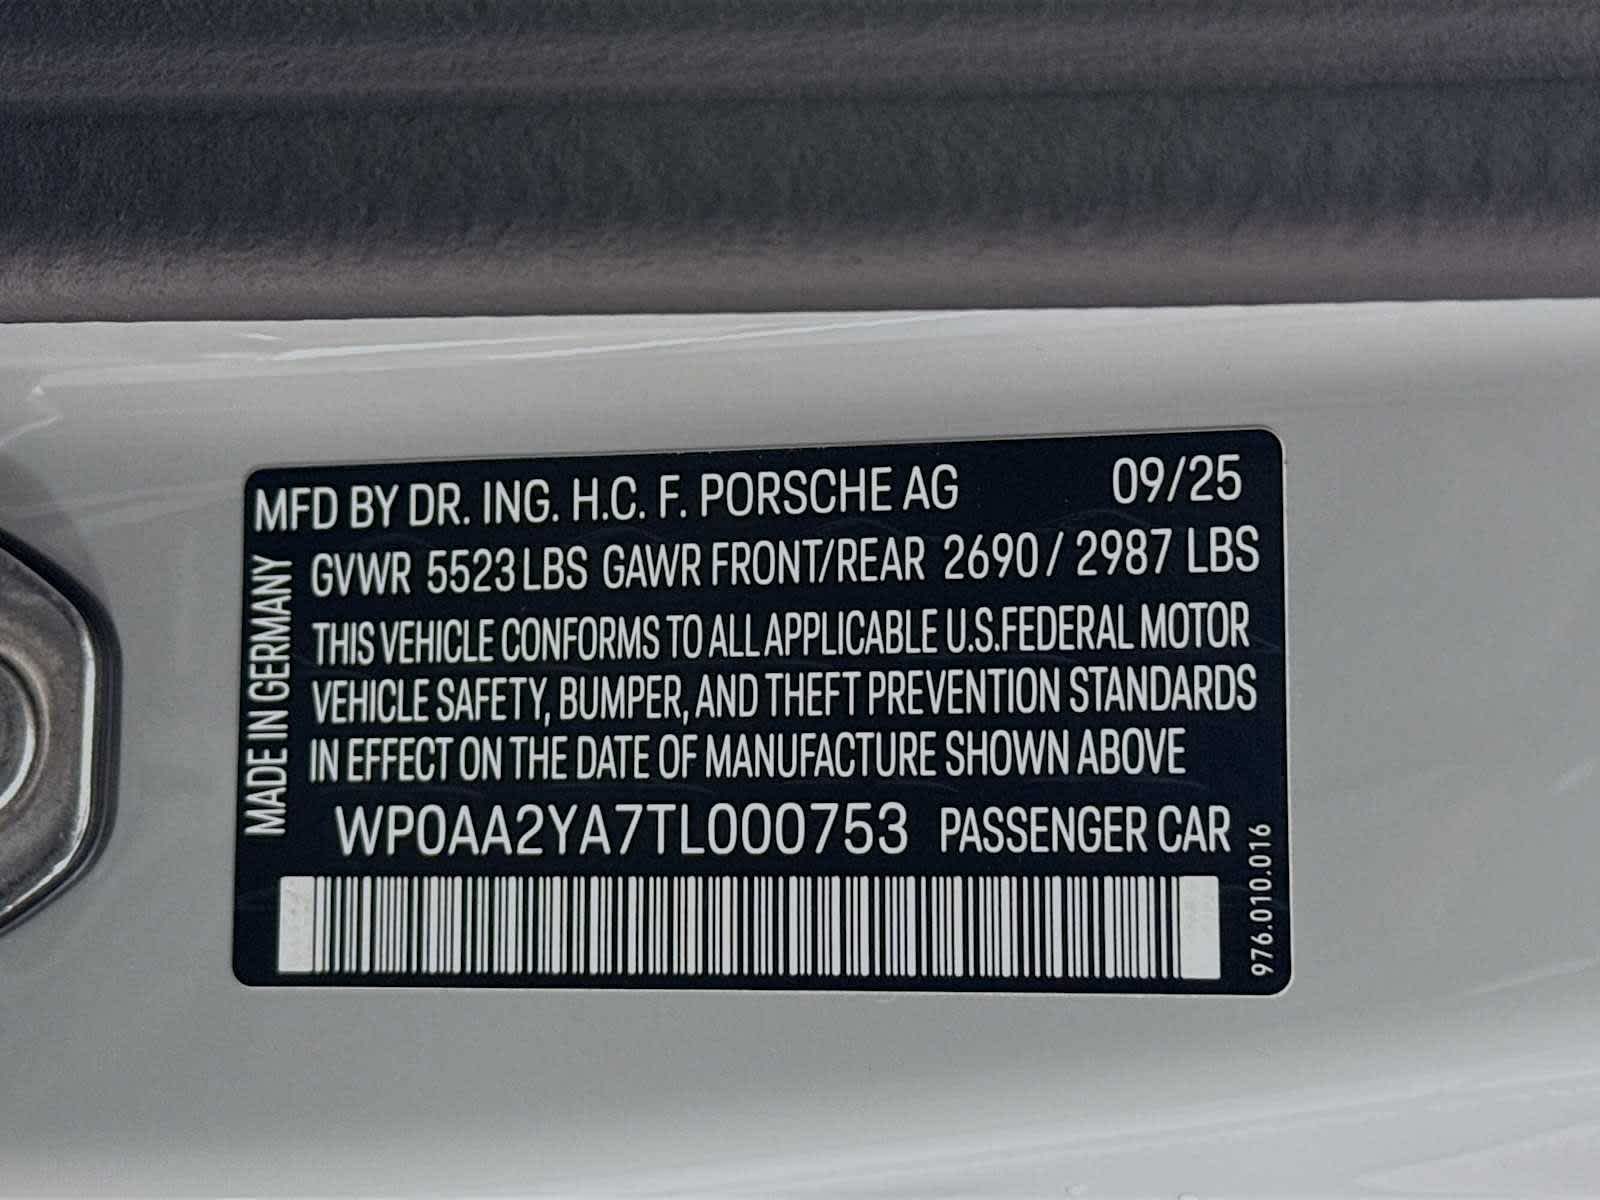 MFD BY DR. ING. H.C. F. PORSCHE AG 09/25
GVWR 5523 LBS GAWR FRONT/REAR 2690 / 2987 LBS
THIS VEHICLE CONFORMS TO ALL APPLICABLE U.S.FEDERAL MOTOR
VEHICLE SAFETY, BUMPER, AND THEFT PREVENTION STANDARDS
IN EFFECT ON THE DATE OF MANUFACTURE SHOWN ABOVE
WP0AA2YA7TL000753 PASSENGER CAR
MADE IN GERMANY
976.010.016